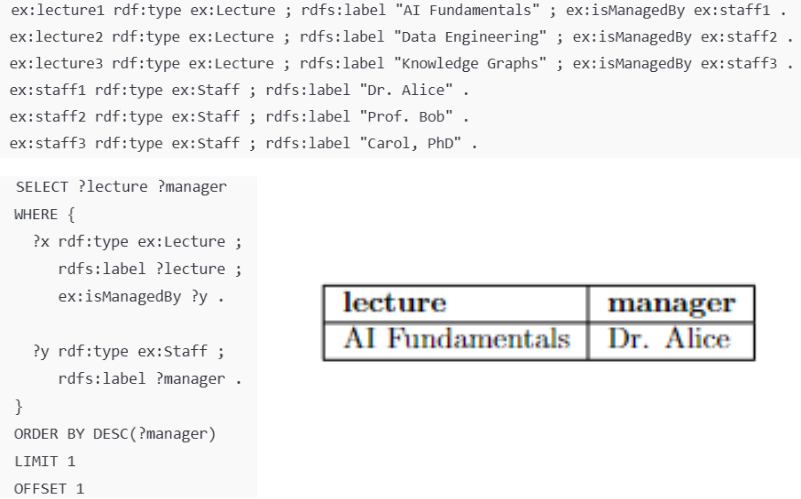 ex:lecture1 rdf:type ex:Lecture ; rdfs:label "AI Fundamentals" ; ex:isManagedBy ex:staff1 .
ex:lecture2 rdf:type ex:Lecture ; rdfs:label "Data Engineering" ; ex:isManagedBy ex:staff2 .
ex:lecture3 rdf:type ex:Lecture ; rdfs:label "Knowledge Graphs" ; ex:isManagedBy ex:staff3 .
ex:staff1 rdf:type ex:Staff ; rdfs:label "Dr. Alice" .
ex:staff2 rdf:type ex:Staff ; rdfs:label "Prof. Bob" .
ex:staff3 rdf:type ex:Staff ; rdfs:label "Carol, PhD" .
SELECT ?lecture ?manager
WHERE {
?x rdf:type ex:Lecture ;
rdfs:label ?lecture ;
ex:isManagedBy ?y .
?y rdf:type ex:Staff ;
rdfs:label ?manager .
}
ORDER BY DESC(?manager)
LIMIT 1
OFFSET 1
lecture manager
AI Fundamentals Dr. Alice